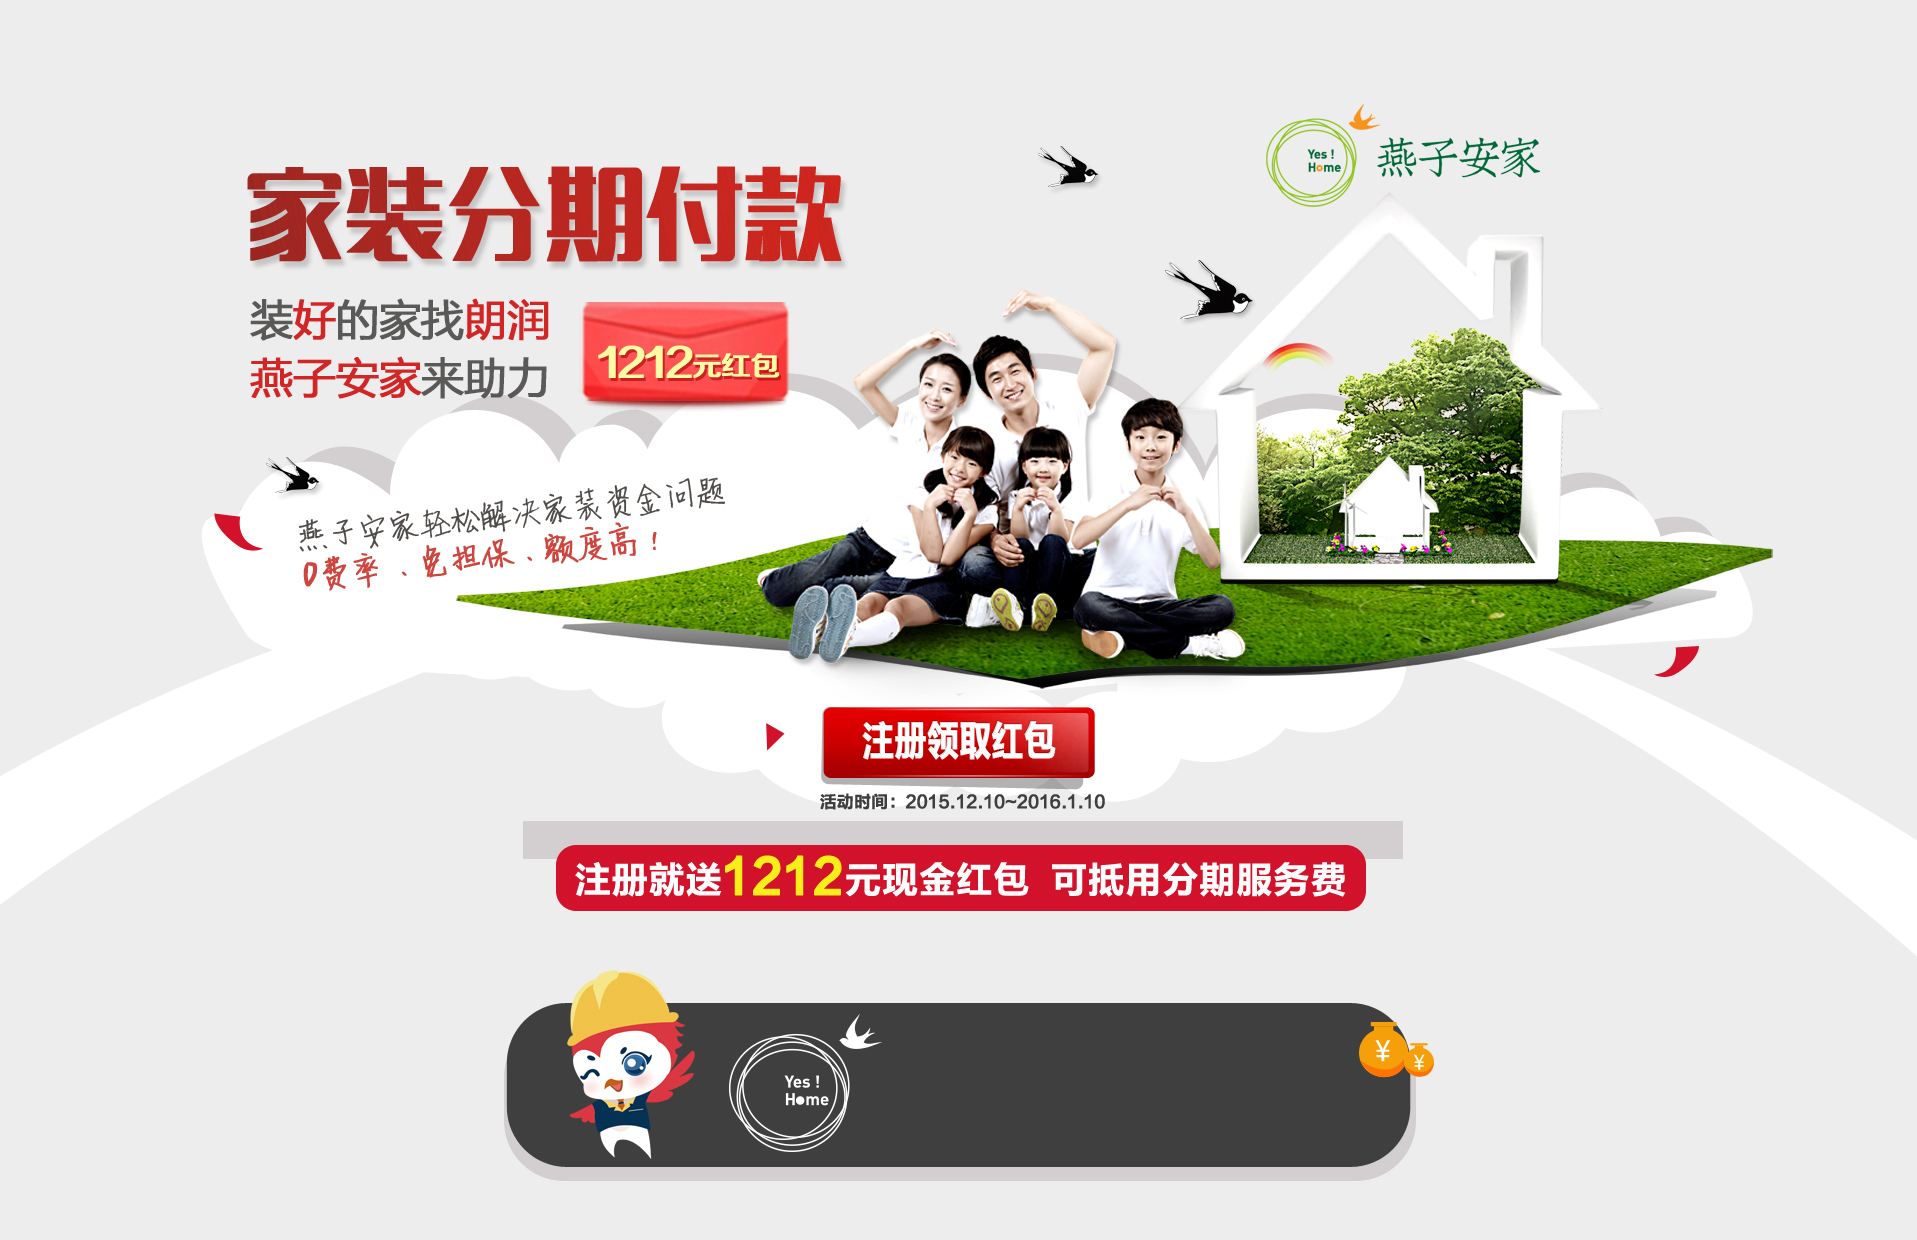 Yes !
Home
燕子安家
家装分期付款
装好的家找朗润
燕子安家来助力
1212元红包
燕子安家轻松解决家装资金问题
0费率、免担保、额度高！
注册领取红包
活动时间：2015.12.10~2016.1.10
注册就送1212元现金红包 可抵用分期服务费
Yes !
Home
¥
¥